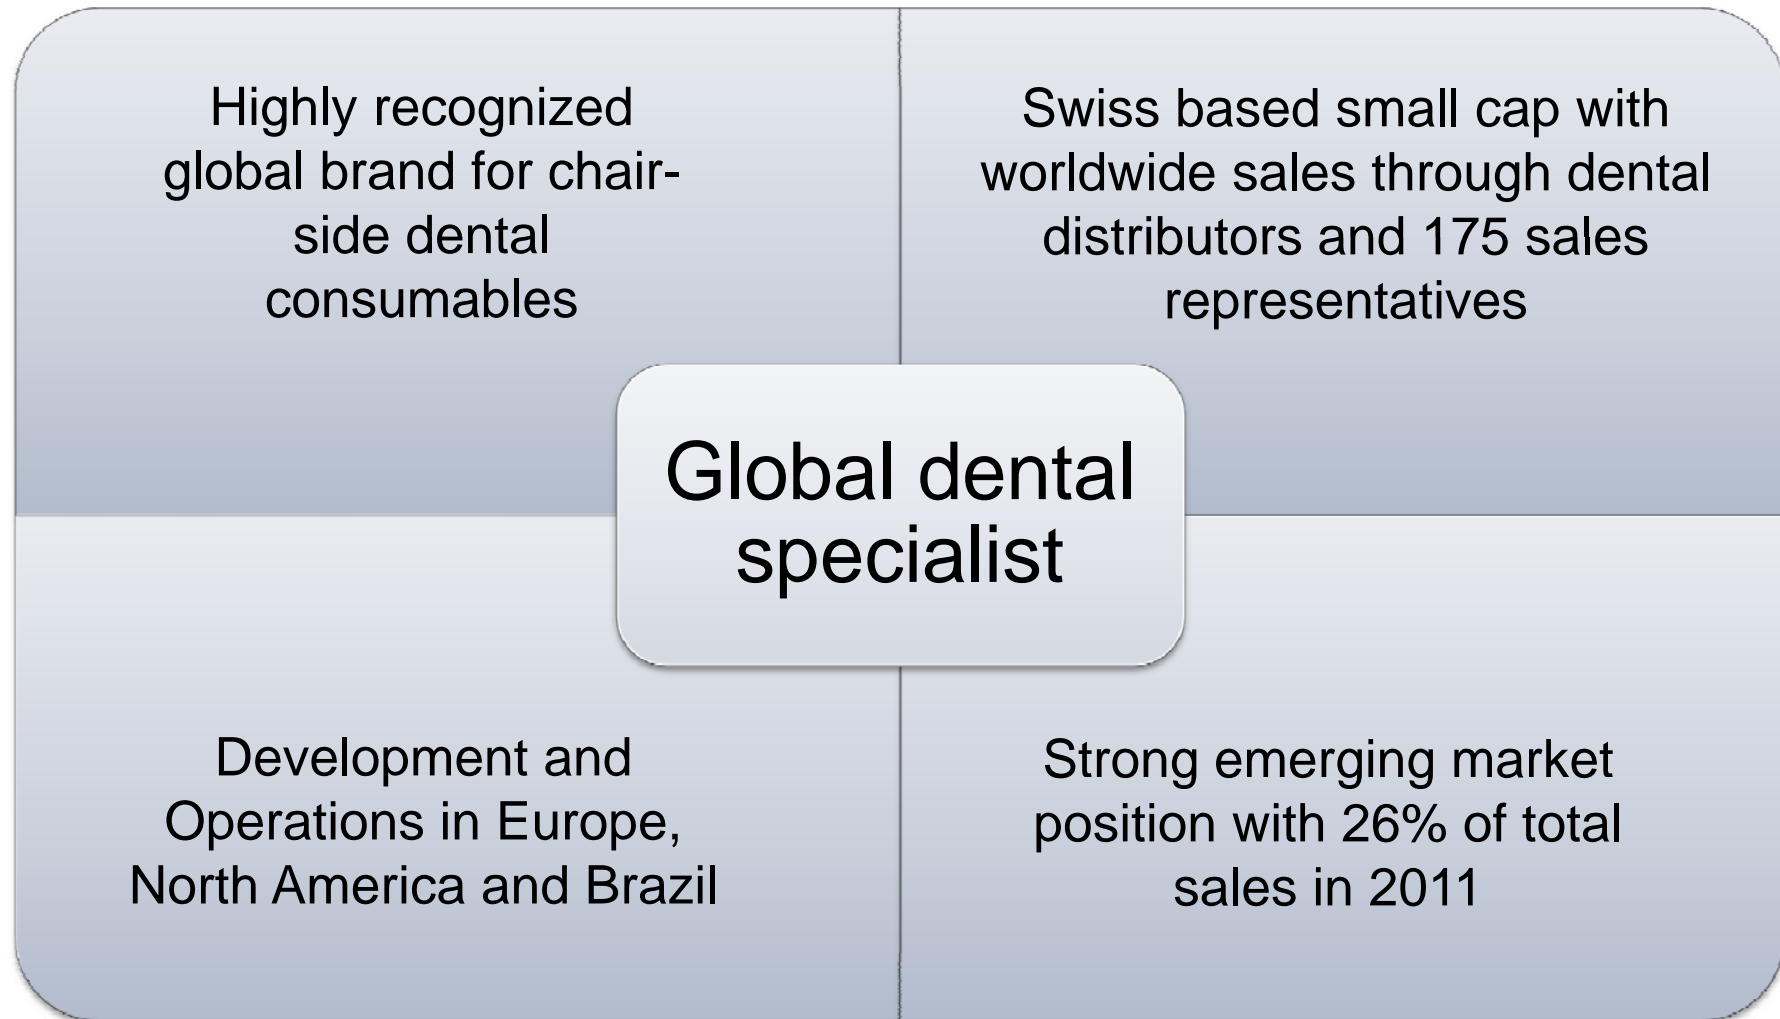 Highly recognized
global brand for chair-
side dental
consumables
Swiss based small cap with
worldwide sales through dental
distributors and 175 sales
representatives
Global dental
specialist
Development and
Operations in Europe,
North America and Brazil
Strong emerging market
position with 26% of total
sales in 2011